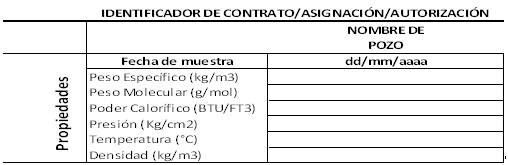 IDENTIFICADOR DE CONTRATO/ASIGNACIÓN/AUTORIZACIÓN
NOMBRE DE
POZO
Fecha de muestra dd/mm/aaaa
Propiedades
Peso Específico (kg/m3)
Peso Molecular (g/mol)
Poder Calorífico (BTU/FT3)
Presión (Kg/cm2)
Temperatura (°C)
Densidad (kg/m3)